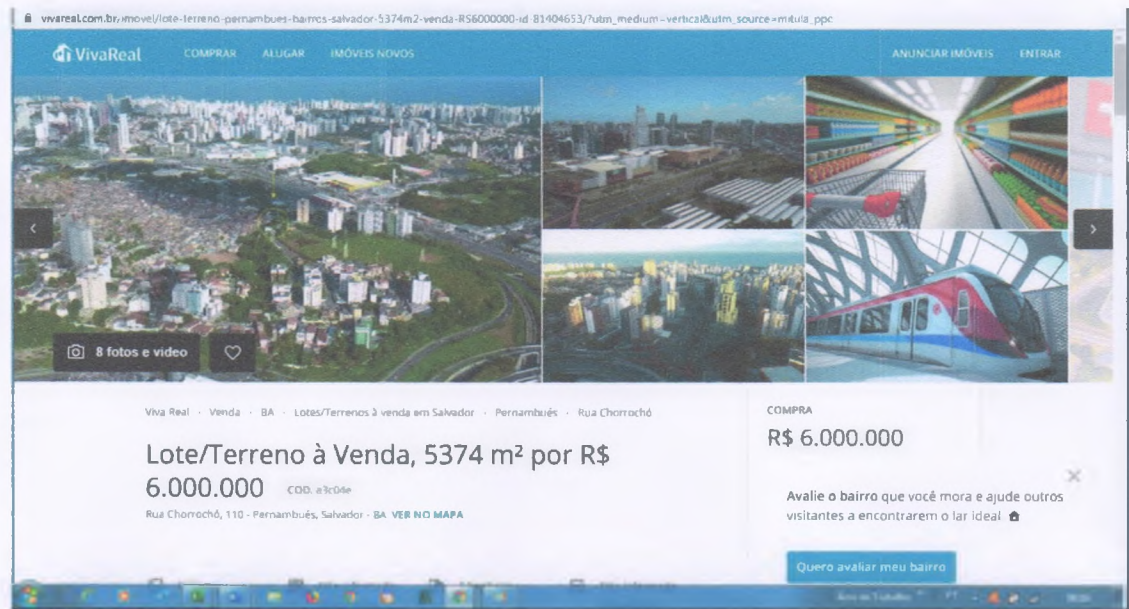 vivareal.com.br/imovel/lote-terreno-pernambues-bairros-salvador-5374m2-venda-RS6000000-id-81404653/?utm_medium=vertical&utm_source=mitula_ppc
VivaReal COMPRAR ALUGAR IMÓVEIS NOVOS ANUNCIAR IMÓVEIS ENTRAR
8 fotos e video
Viva Real · Venda · BA · Lotes/Terrenos à venda em Salvador · Pernambués · Rua Chorrochó
COMPRA
R$ 6.000.000
Lote/Terreno à Venda, 5374 m² por R$
6.000.000 COD. a3c04e
Rua Chorrochó, 110 - Pernambués, Salvador - BA VER NO MAPA
Avalie o bairro que você mora e ajude outros
visitantes a encontrarem o lar ideal
Quero avaliar meu bairro
PT